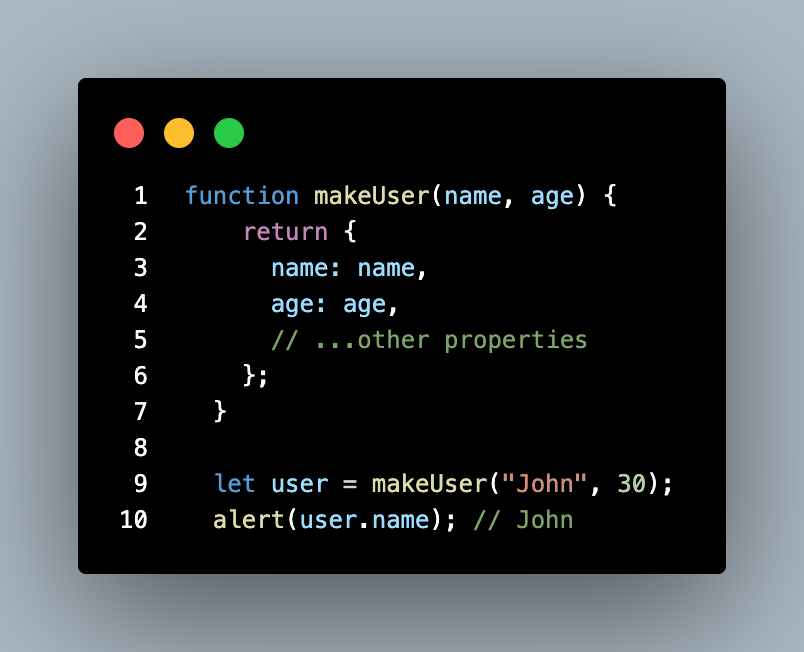 1 function makeUser(name, age) {
2     return {
3       name: name,
4       age: age,
5       // ...other properties
6     };
7   }
8
9   let user = makeUser("John", 30);
10   alert(user.name); // John